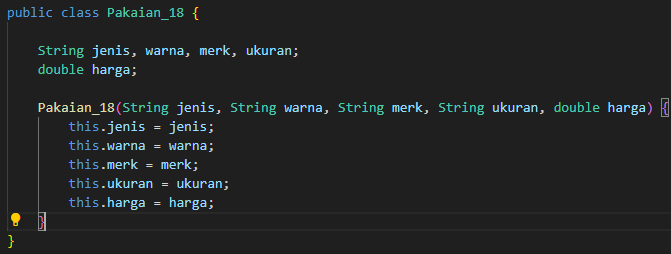 public class Pakaian_18 {
String jenis, warna, merk, ukuran;
double harga;
Pakaian_18(String jenis, String warna, String merk, String ukuran, double harga) {
this.jenis = jenis;
this.warna = warna;
this.merk = merk;
this.ukuran = ukuran;
this.harga = harga;
}
}